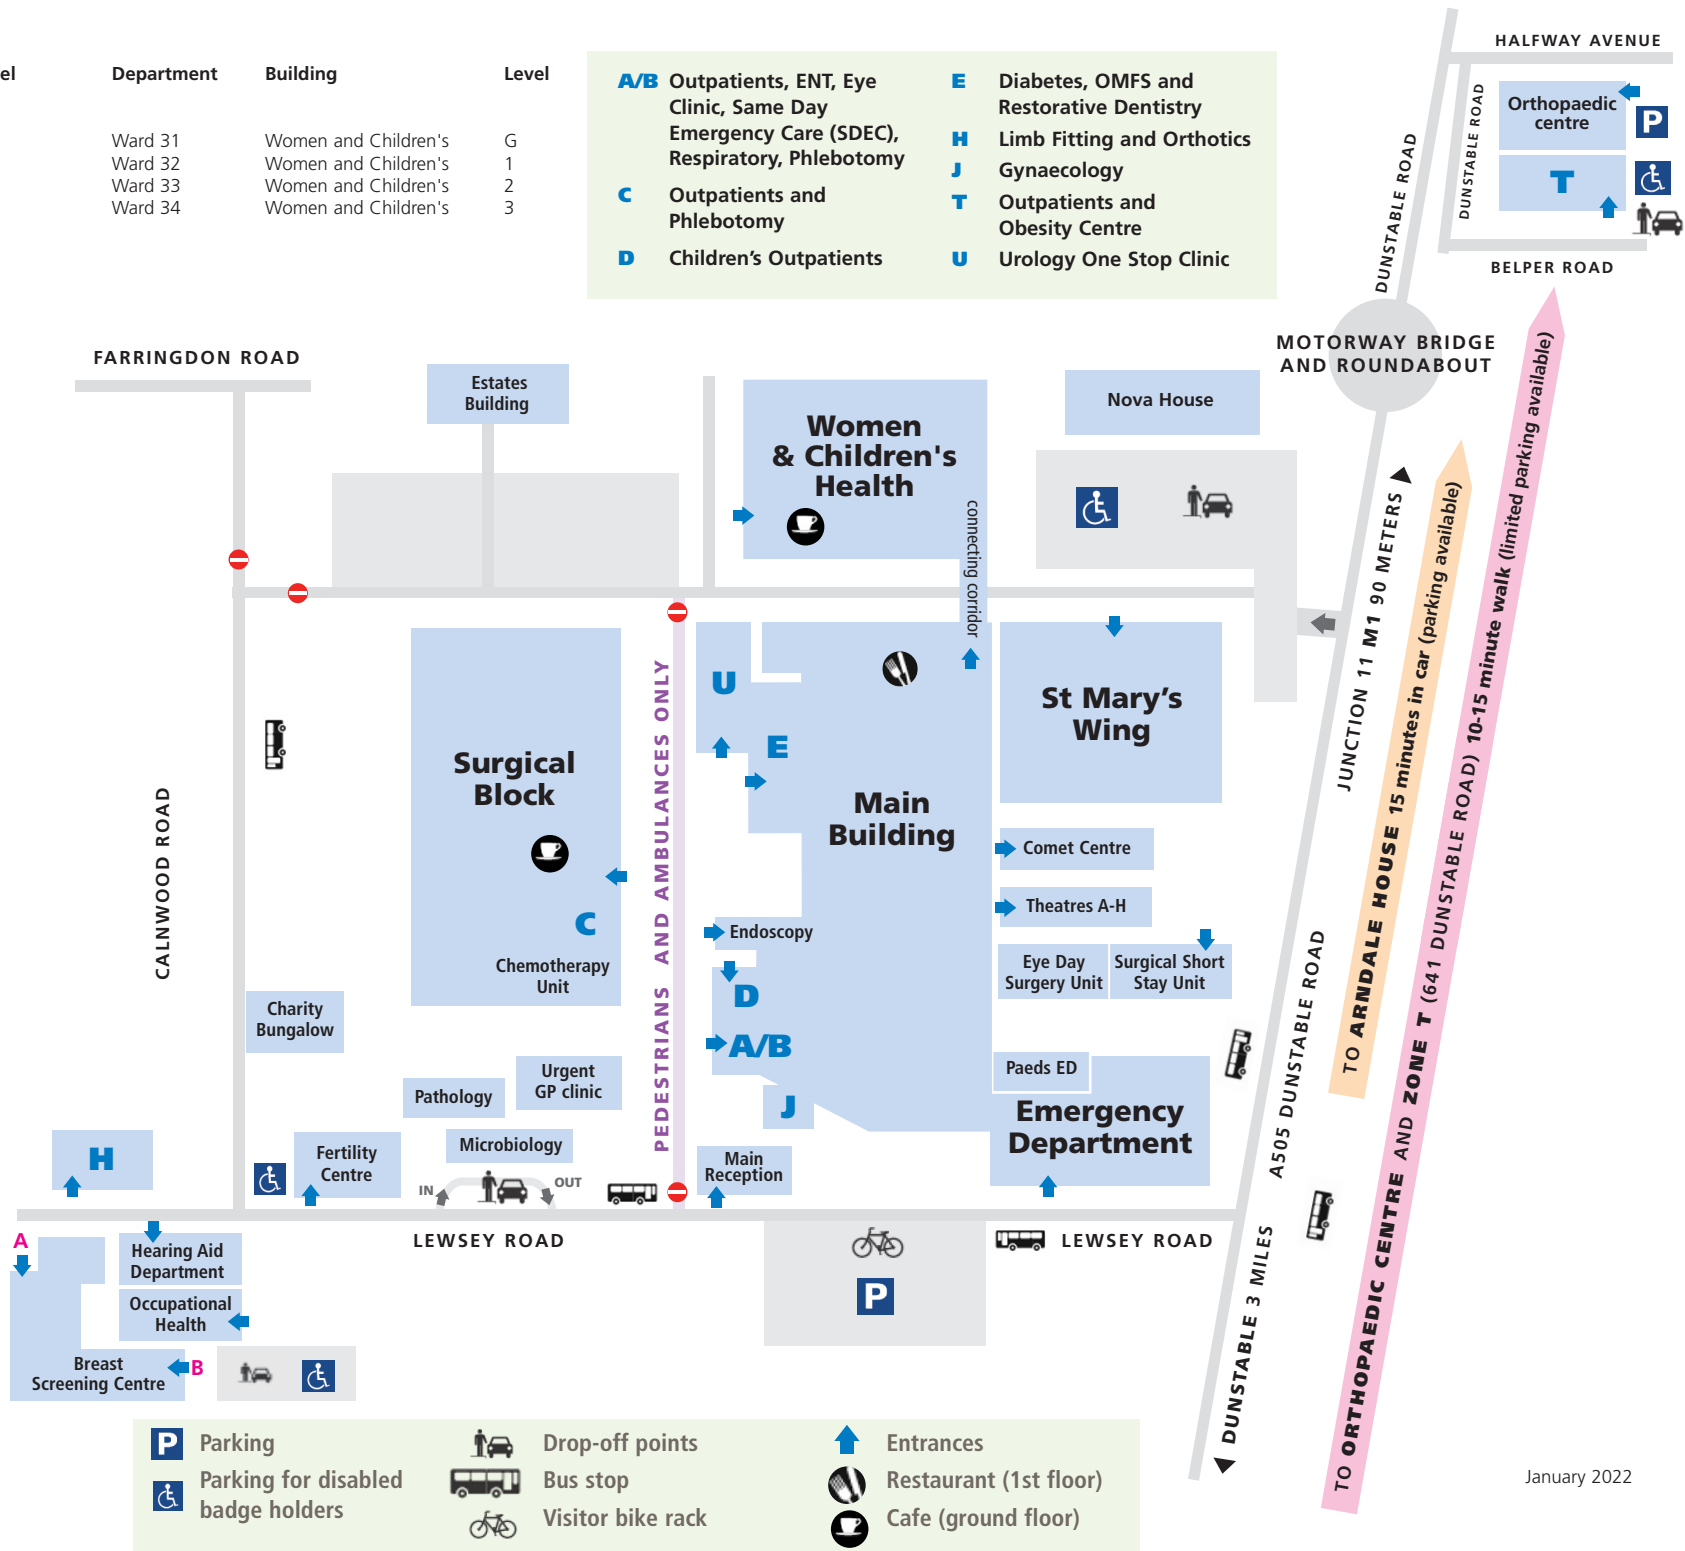 el
Department Building Level
Ward 31 Women and Children's G
Ward 32 Women and Children's 1
Ward 33 Women and Children's 2
Ward 34 Women and Children's 3
A/B Outpatients, ENT, Eye
Clinic, Same Day
Emergency Care (SDEC),
Respiratory, Phlebotomy
C Outpatients and
Phlebotomy
D Children’s Outpatients
E Diabetes, OMFS and
Restorative Dentistry
H Limb Fitting and Orthotics
J Gynaecology
T Outpatients and
Obesity Centre
U Urology One Stop Clinic
HALFWAY AVENUE
DUNSTABLE ROAD
DUNSTABLE ROAD
Orthopaedic
centre
P
T
BELPER ROAD
MOTORWAY BRIDGE
AND ROUNDABOUT
FARRINGDON ROAD
Estates
Building
Women
& Children's
Health
connecting corridor
Nova House
JUNCTION 11 M1 90 METERS
TO ARNDALE HOUSE 15 minutes in car (parking available)
TO ORTHOPAEDIC CENTRE AND ZONE T (641 DUNSTABLE ROAD) 10-15 minute walk (limited parking available)
CALNWOOD ROAD
Surgical
Block
C
Chemotherapy
Unit
PEDESTRIANS AND AMBULANCES ONLY
U
E
Main
Building
St Mary’s
Wing
Comet Centre
Theatres A-H
Eye Day
Surgery Unit
Surgical Short
Stay Unit
Endoscopy
D
A/B
J
Paeds ED
Emergency
Department
A505 DUNSTABLE ROAD
DUNSTABLE 3 MILES
Charity
Bungalow
Pathology
Urgent
GP clinic
Microbiology
Fertility
Centre
IN
OUT
Main
Reception
H
LEWSEY ROAD
LEWSEY ROAD
P
A
Hearing Aid
Department
Occupational
Health
Breast
Screening Centre
B
P Parking
Parking for disabled
badge holders
Drop-off points
Bus stop
Visitor bike rack
Entrances
Restaurant (1st floor)
Cafe (ground floor)
January 2022